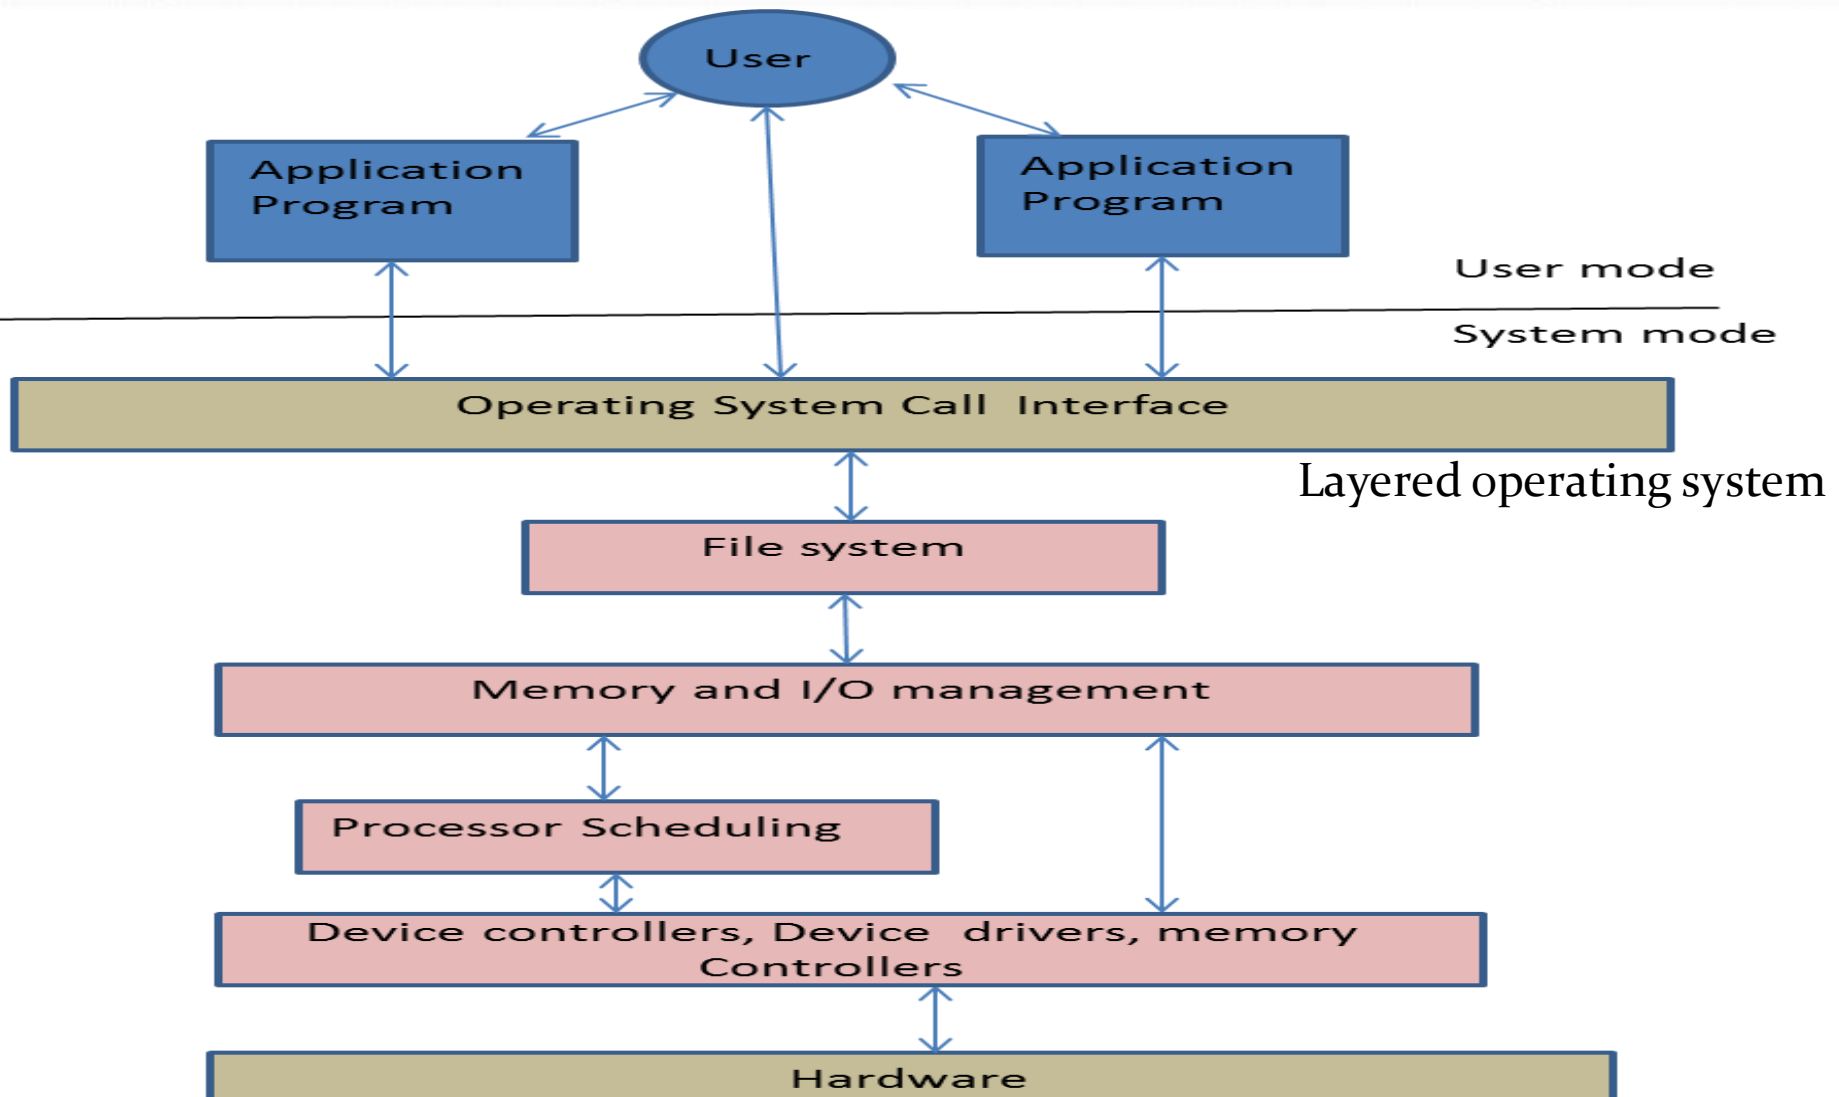 User
Application
Program
Application
Program
User mode
System mode
Operating System Call Interface
Layered operating system
File system
Memory and I/O management
Processor Scheduling
Device controllers, Device drivers, memory
Controllers
Hardware